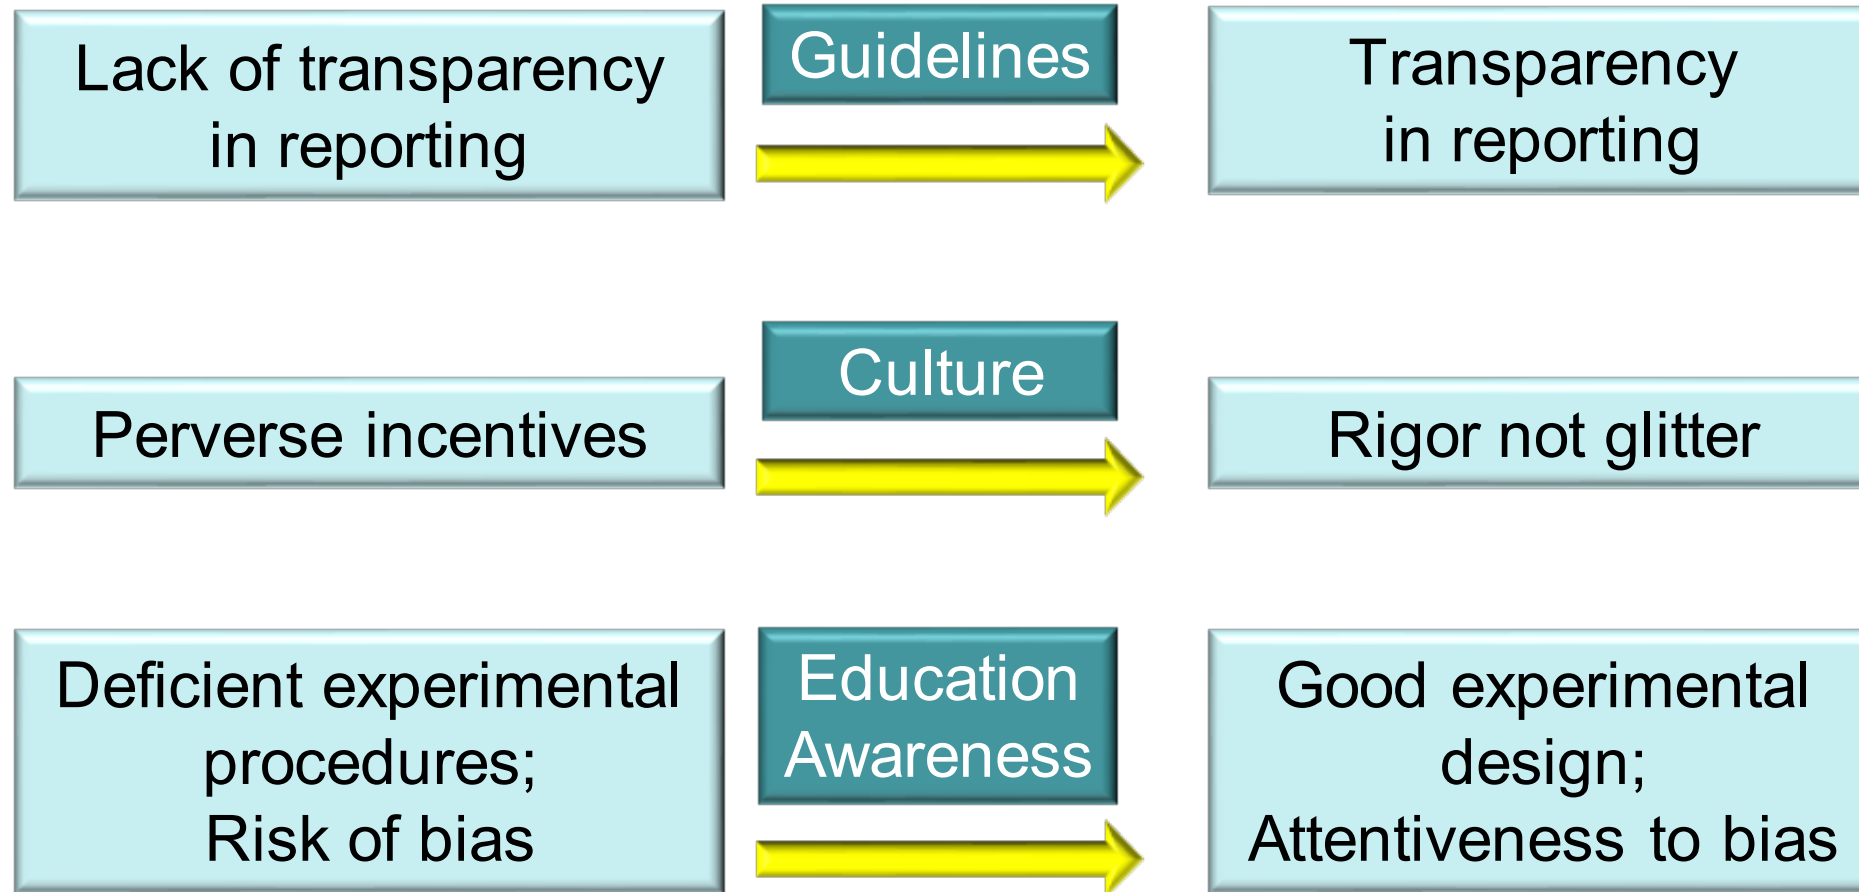 Lack of transparency
in reporting
Guidelines
Transparency
in reporting
Perverse incentives
Culture
Rigor not glitter
Deficient experimental
procedures;
Risk of bias
Education
Awareness
Good experimental
design;
Attentiveness to bias